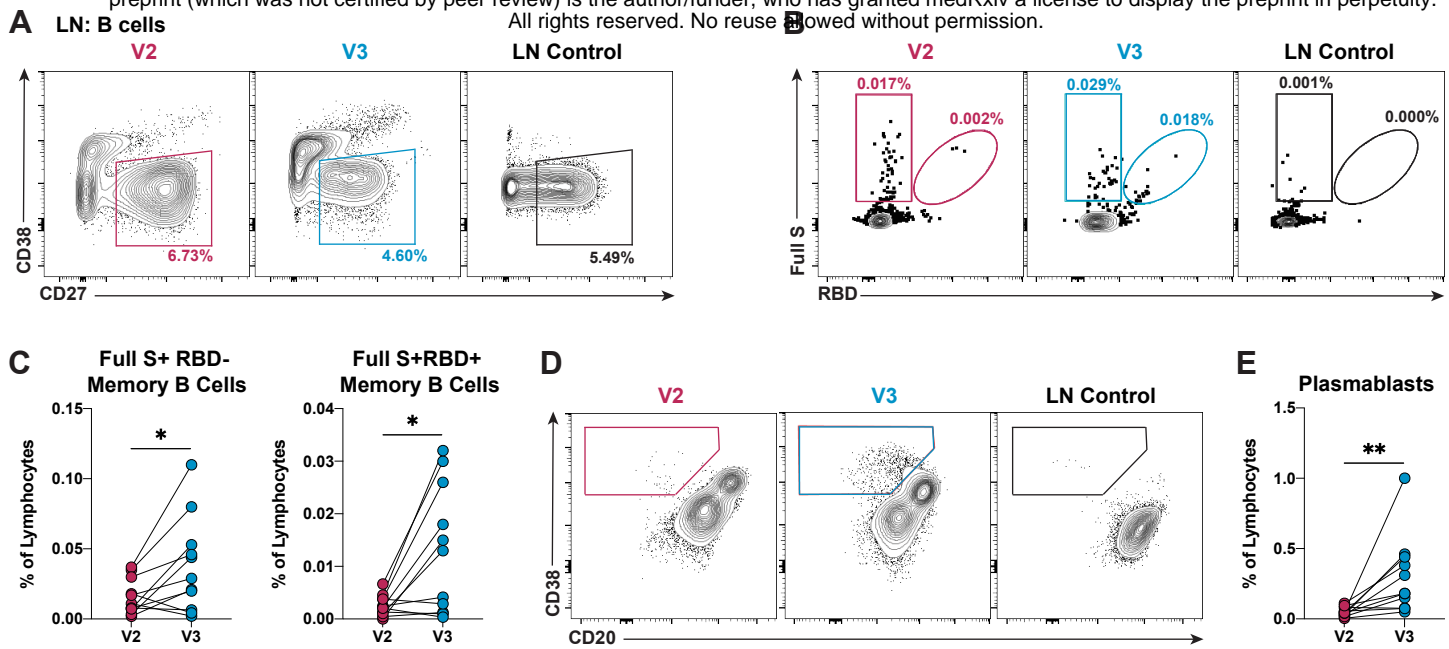 preprint (which was not certified by peer review) is the author/funder, who has granted medRxiv a license to display the preprint in perpetuity.
All rights reserved. No reuse allowed without permission.
A LN: B cells
V2 V3 LN Control
6.73% 4.60% 5.49%
CD38
CD27
B
V2 V3 LN Control
0.017% 0.002% 0.029% 0.018% 0.001% 0.000%
Full S
RBD
C
Full S+ RBD-
Memory B Cells
% of Lymphocytes
0.15
0.10
0.05
0.00
V2 V3
*
Full S+RBD+
Memory B Cells
% of Lymphocytes
0.04
0.03
0.02
0.01
0.00
V2 V3
*
D
V2 V3 LN Control
CD38
CD20
E
Plasmablasts
% of Lymphocytes
1.5
1.0
0.5
0.0
V2 V3
**